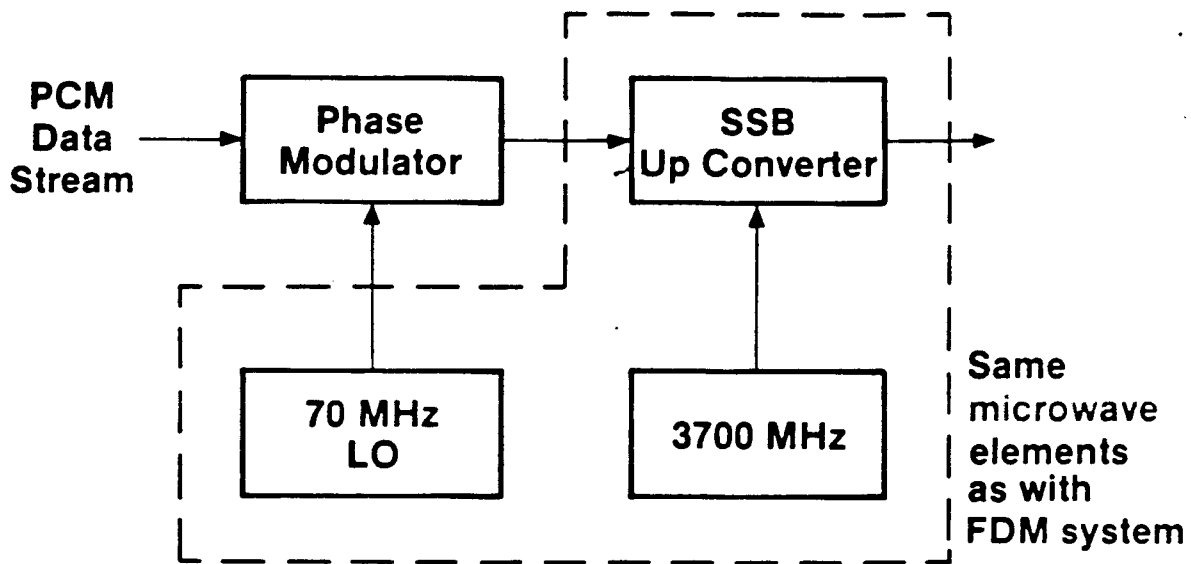 PCM
Data
Stream
Phase
Modulator
SSB
Up Converter
70 MHz
LO
3700 MHz
Same
microwave
elements
as with
FDM system